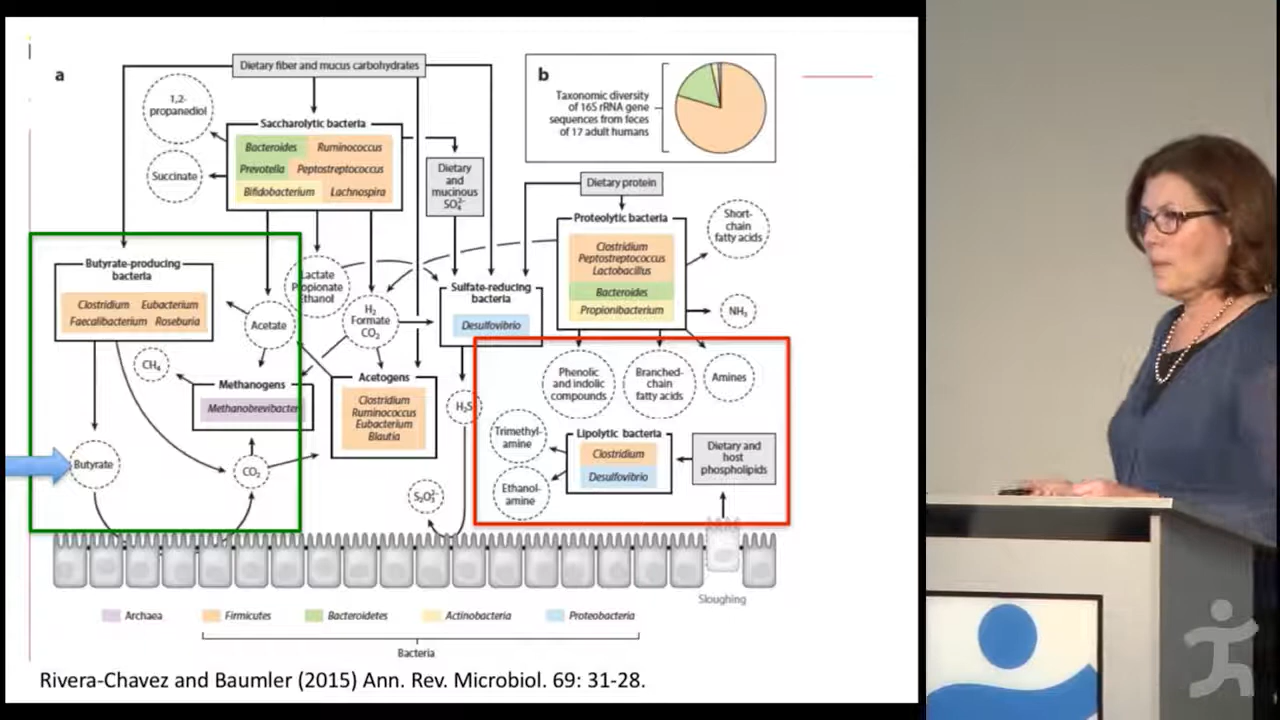 a
Dietary fiber and mucus carbohydrates
1,2-
propanediol
Succinate
Saccharolytic bacteria
Bacteroides Ruminococcus
Prevotella Peptostreptococcus
Bifidobacterium Lachnospira
Dietary
and
mucinous
SO₄²⁻
b
Taxonomic diversity
of 16S rRNA gene
sequences from feces
of 17 adult humans
Dietary protein
Proteolytic bacteria
Clostridium
Peptostreptococcus
Lactobacillus
Bacteroides
Propionibacterium
Short-
chain
fatty acids
NH₃
Butyrate-producing
bacteria
Clostridium Eubacterium
Faecalibacterium Roseburia
Acetate
Lactate
Propionate
Ethanol
H₂
Formate
CO₂
Sulfate-reducing
bacteria
Desulfovibrio
CH₄
Methanogens
Methanobrevibacter
Acetogens
Clostridium
Ruminococcus
Eubacterium
Blautia
H₂S
Phenolic
and indolic
compounds
Branched-
chain
fatty acids
Amines
Trimethyl-
amine
Ethanol-
amine
Lipolytic bacteria
Clostridium
Desulfovibrio
Dietary and
host
phospholipids
Butyrate
CO₂
S₂O₃²⁻
Sloughing
Archaea Firmicutes Bacteroidetes Actinobacteria Proteobacteria
Bacteria
Rivera-Chavez and Baumler (2015) Ann. Rev. Microbiol. 69: 31-28.